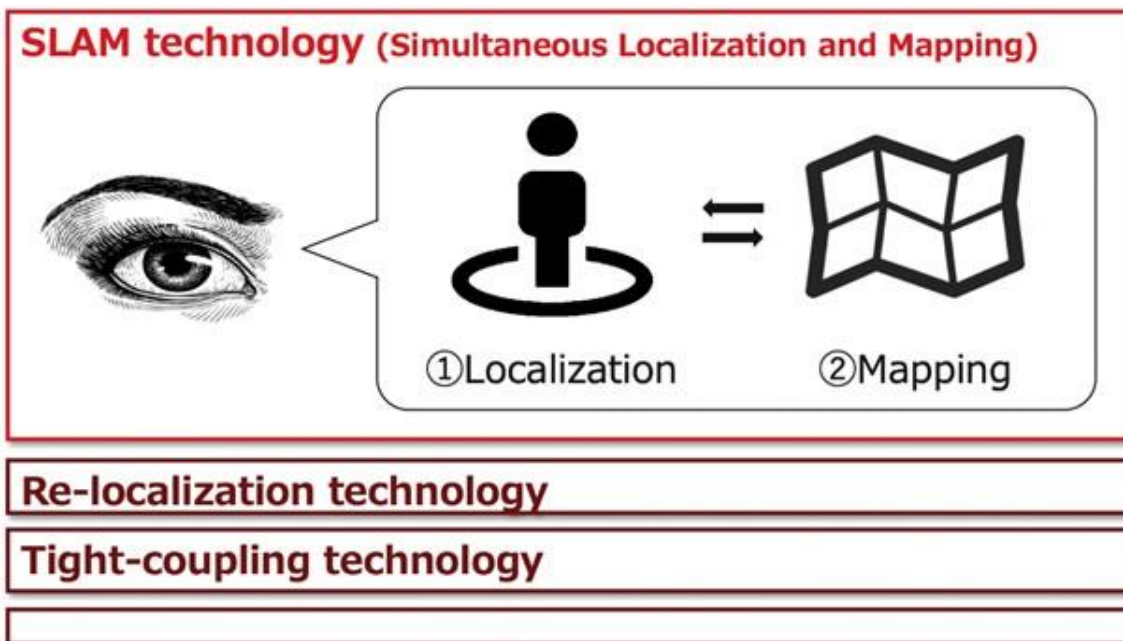 SLAM technology (Simultaneous Localization and Mapping)
①Localization
②Mapping
Re-localization technology
Tight-coupling technology